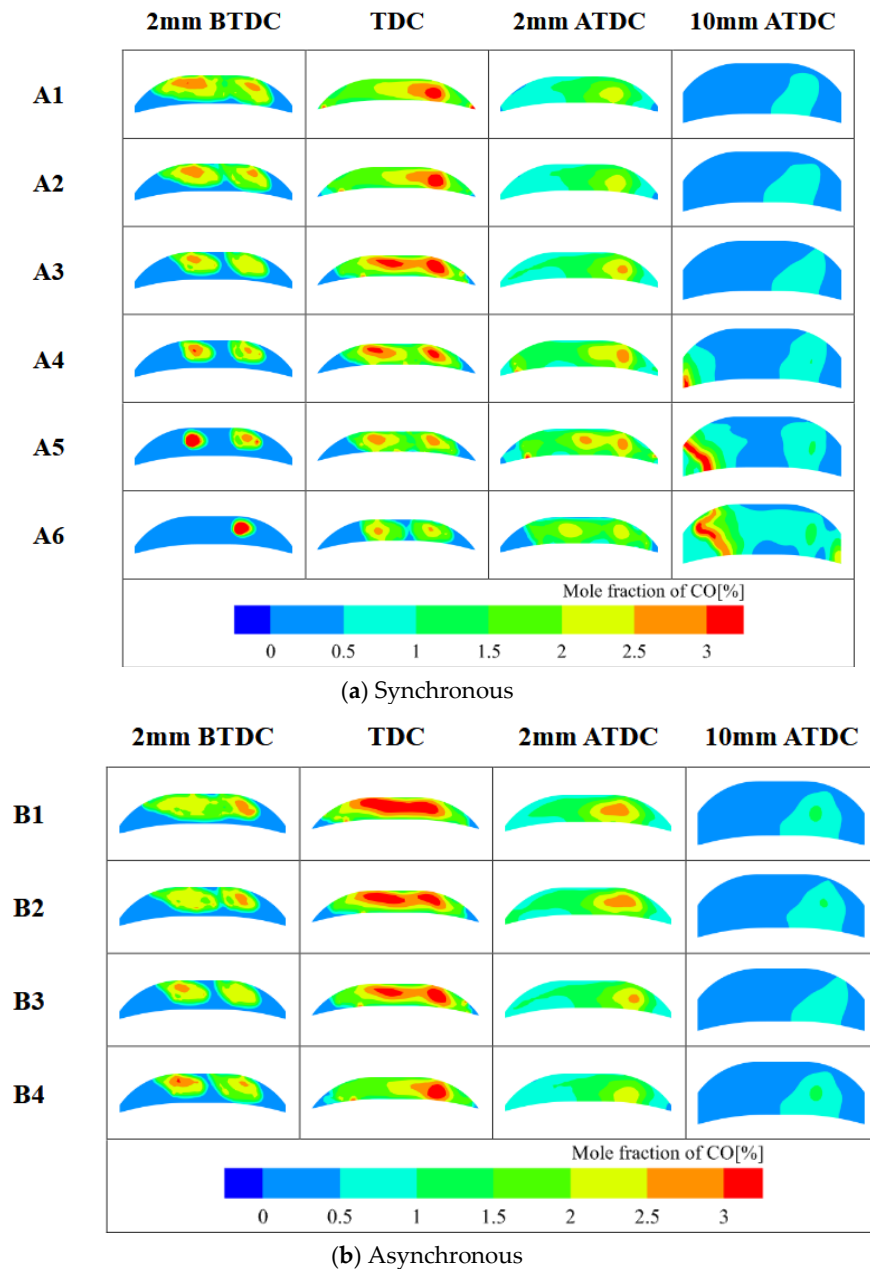 2mm BTDC TDC 2mm ATDC 10mm ATDC
A1
A2
A3
A4
A5
A6
Mole fraction of CO[%]
0 0.5 1 1.5 2 2.5 3
(a) Synchronous
2mm BTDC TDC 2mm ATDC 10mm ATDC
B1
B2
B3
B4
Mole fraction of CO[%]
0 0.5 1 1.5 2 2.5 3
(b) Asynchronous